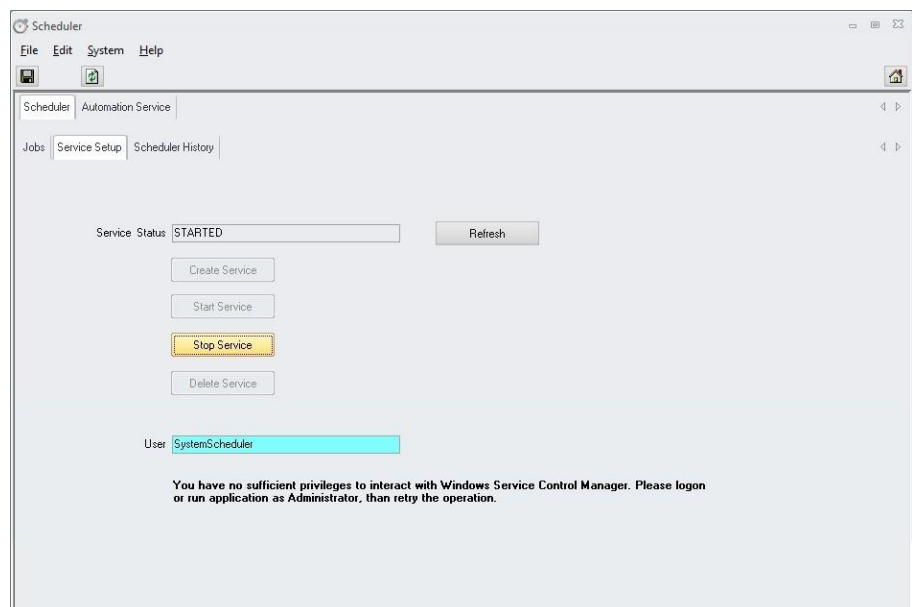 Scheduler
File Edit System Help
Scheduler Automation Service
Jobs Service Setup Scheduler History
Service Status STARTED Refresh
Create Service
Start Service
Stop Service
Delete Service
User SystemScheduler
You have no sufficient privileges to interact with Windows Service Control Manager. Please logon
or run application as Administrator, than retry the operation.